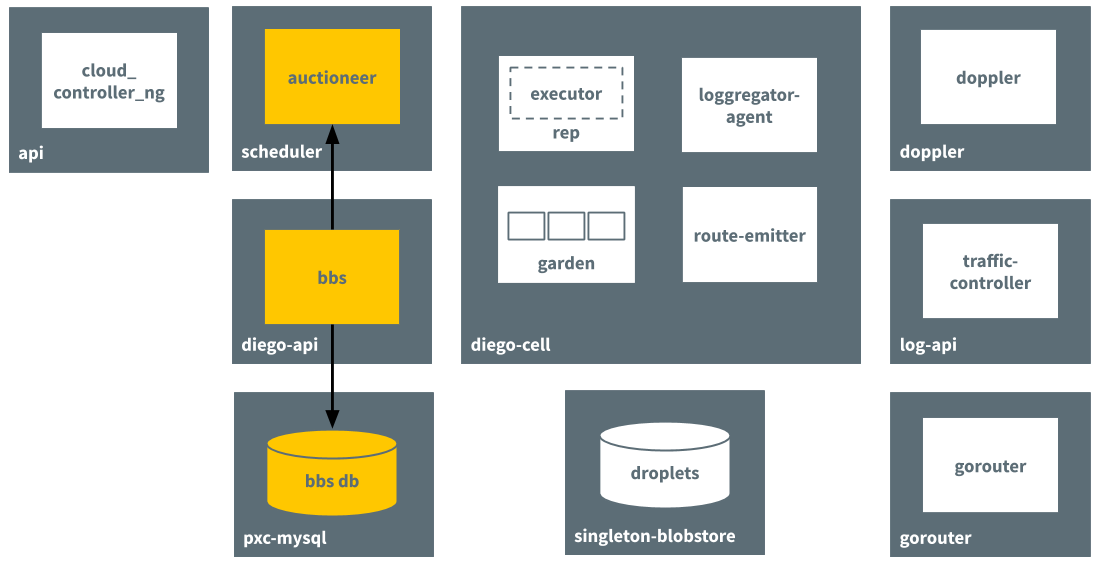 cloud_
controller_ng
api
auctioneer
scheduler
bbs
diego-api
bbs db
pxc-mysql
executor
rep
loggregator-
agent
garden
route-emitter
diego-cell
droplets
singleton-blobstore
doppler
doppler
traffic-
controller
log-api
gorouter
gorouter